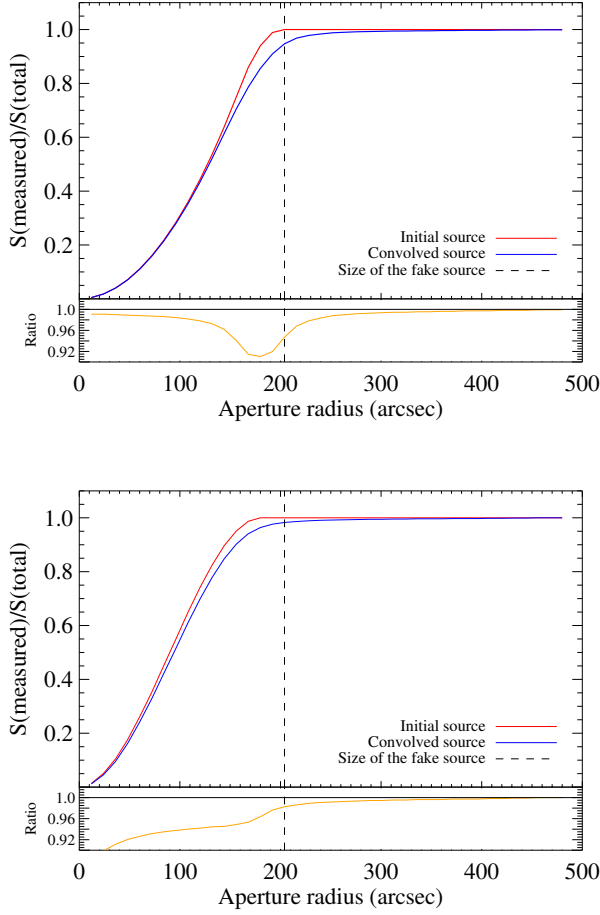 1.0
0.8
0.6
0.4
0.2
S(measured)/S(total)
Initial source
Convolved source
Size of the fake source
1.0
0.96
0.92
Ratio
0 100 200 300 400 500
Aperture radius (arcsec)
1.0
0.8
0.6
0.4
0.2
S(measured)/S(total)
Initial source
Convolved source
Size of the fake source
1.0
0.96
0.92
Ratio
0 100 200 300 400 500
Aperture radius (arcsec)